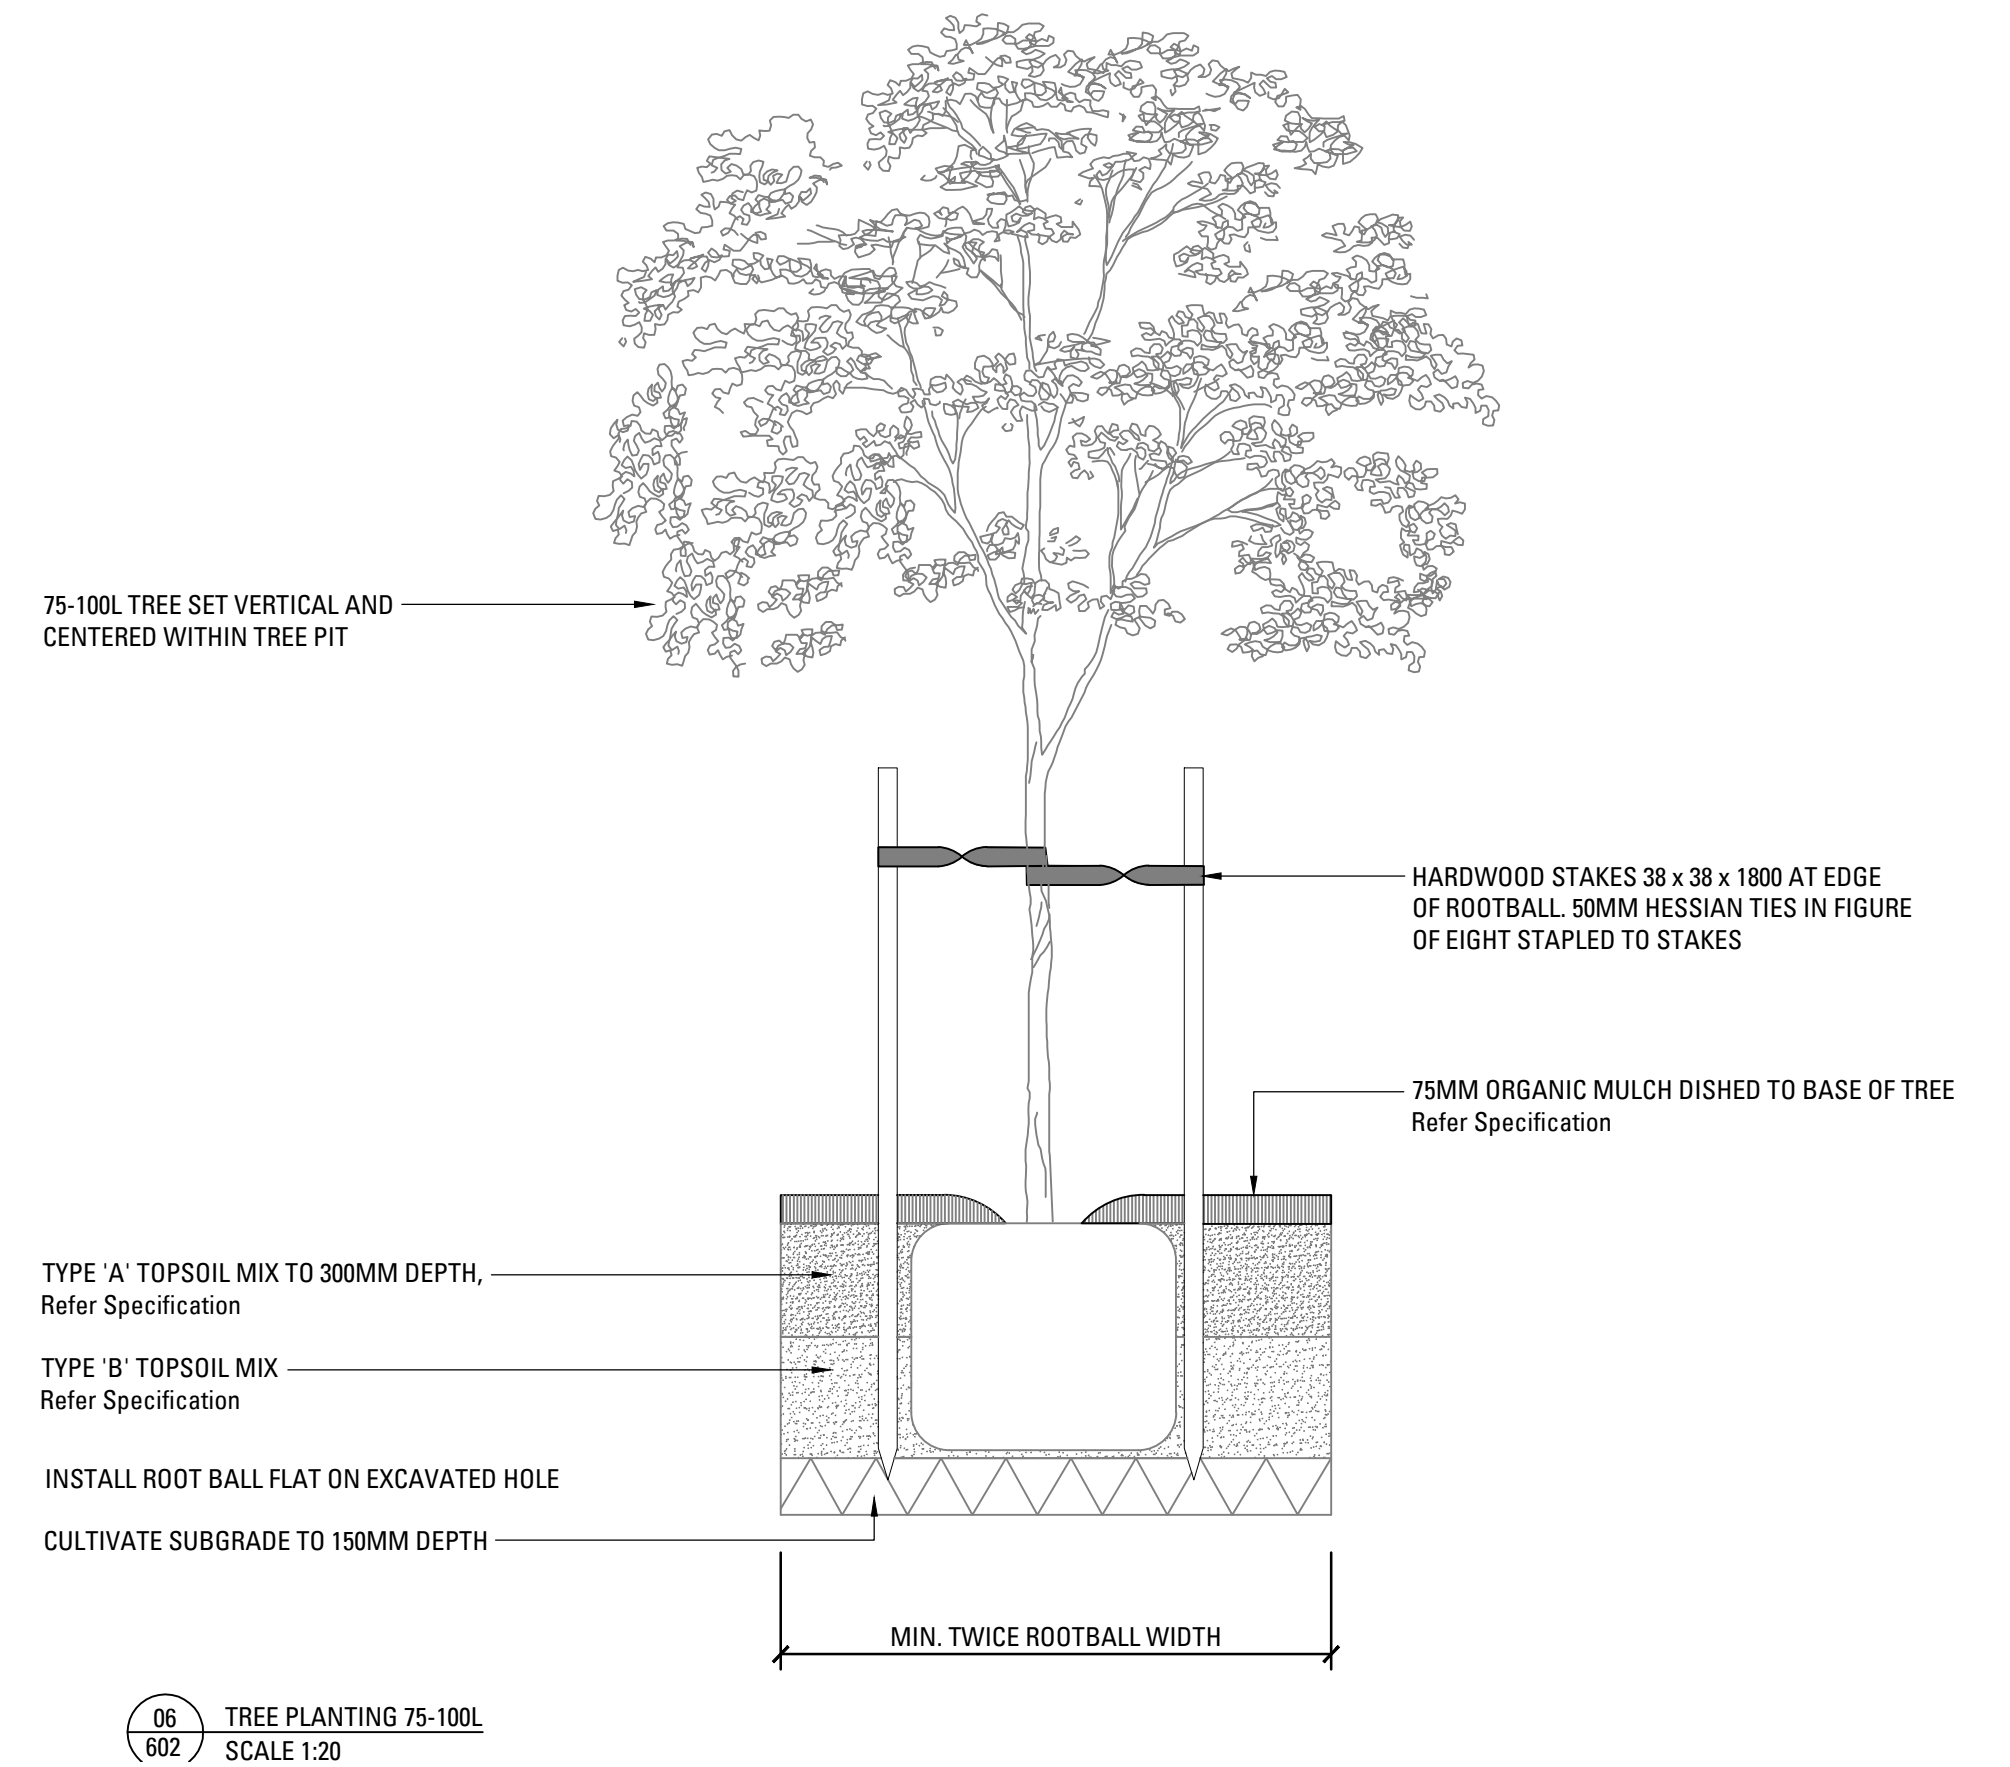 75-100L TREE SET VERTICAL AND
CENTERED WITHIN TREE PIT
HARDWOOD STAKES 38 x 38 x 1800 AT EDGE
OF ROOTBALL. 50MM HESSIAN TIES IN FIGURE
OF EIGHT STAPLED TO STAKES
75MM ORGANIC MULCH DISHED TO BASE OF TREE
Refer Specification
TYPE 'A' TOPSOIL MIX TO 300MM DEPTH,
Refer Specification
TYPE 'B' TOPSOIL MIX
Refer Specification
INSTALL ROOT BALL FLAT ON EXCAVATED HOLE
CULTIVATE SUBGRADE TO 150MM DEPTH
MIN. TWICE ROOTBALL WIDTH
06
602
TREE PLANTING 75-100L
SCALE 1:20